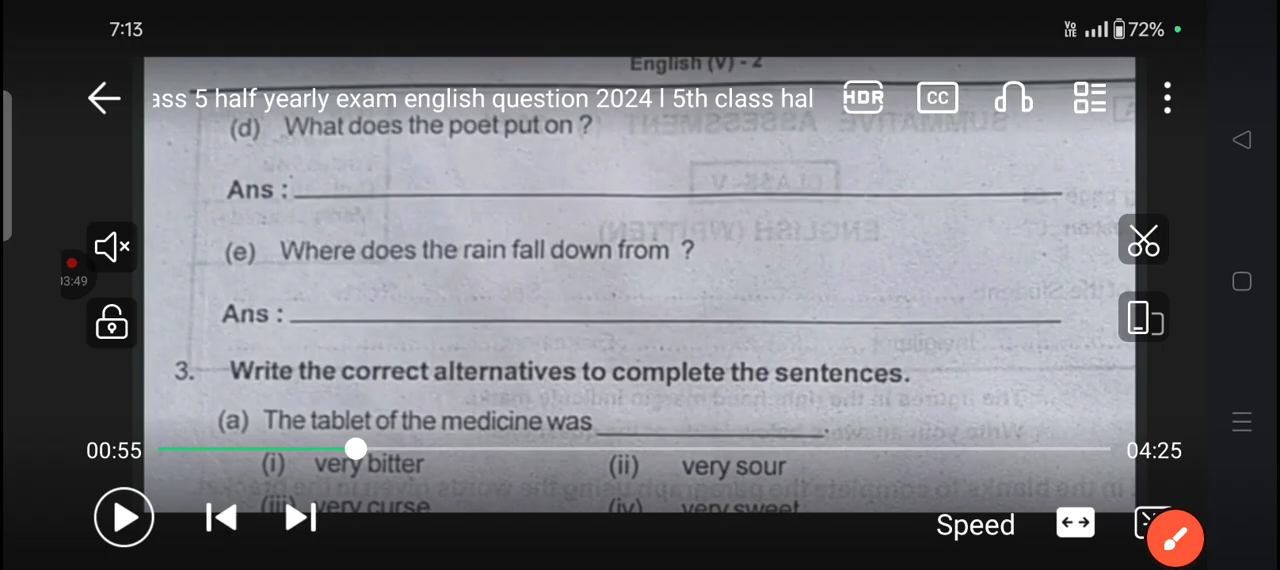 7:13
Vo LTE 72%
English (V) - 2
ass 5 half yearly exam english question 2024 l 5th class hal
HDR
CC
(d) What does the poet put on ?
Ans :
(e) Where does the rain fall down from ?
03:49
Ans :
3. Write the correct alternatives to complete the sentences.
(a) The tablet of the medicine was
00:55
04:25
(i) very bitter (ii) very sour
(iii) very curse (iv) very sweet
Speed